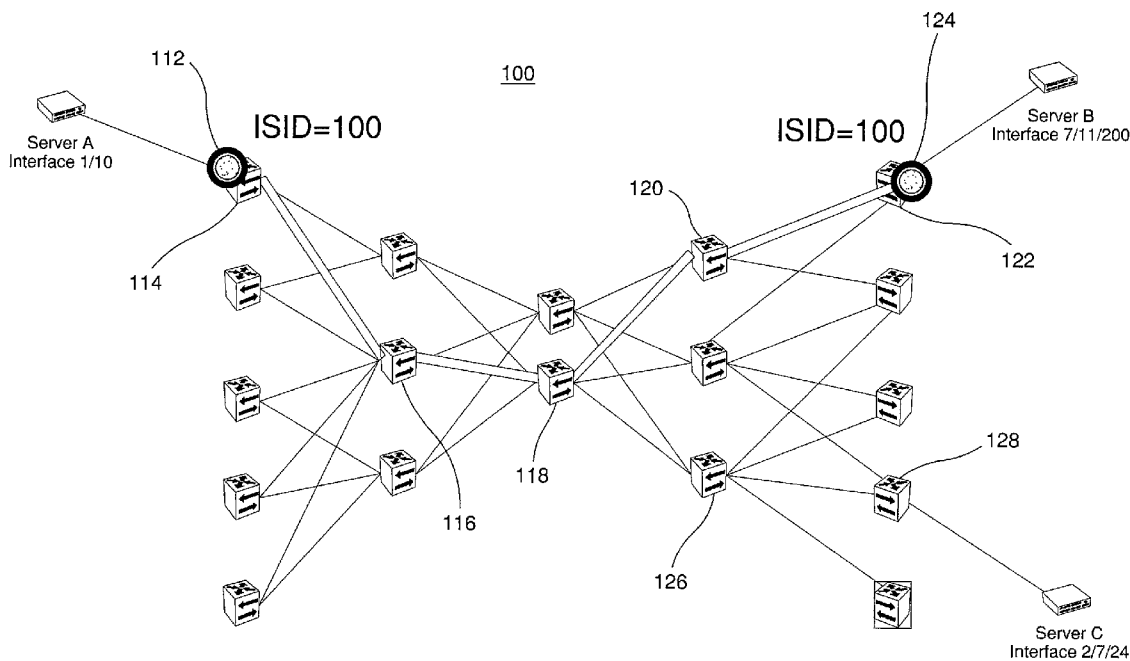 112
100
124
Server A
Interface 1/10
ISID=100
ISID=100
Server B
Interface 7/11/200
120
114
122
118
128
116
126
Server C
Interface 2/7/24